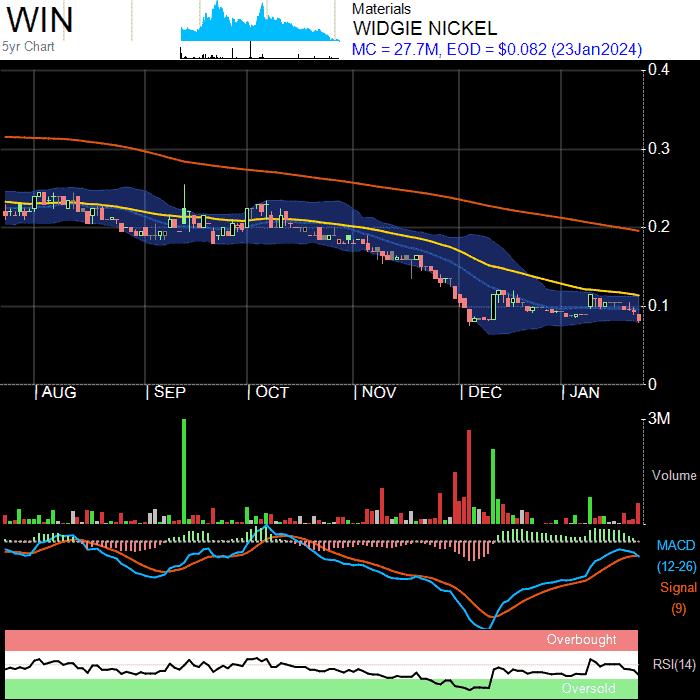 WIN
5yr Chart
Materials
WIDGIE NICKEL
MC = 27.7M, EOD = $0.082 (23Jan2024)
0.4
0.3
0.2
0.1
0
AUG
SEP
OCT
NOV
DEC
JAN
3M
Volume
MACD
(12-26)
Signal
(9)
Overbought
RSI(14)
Oversold